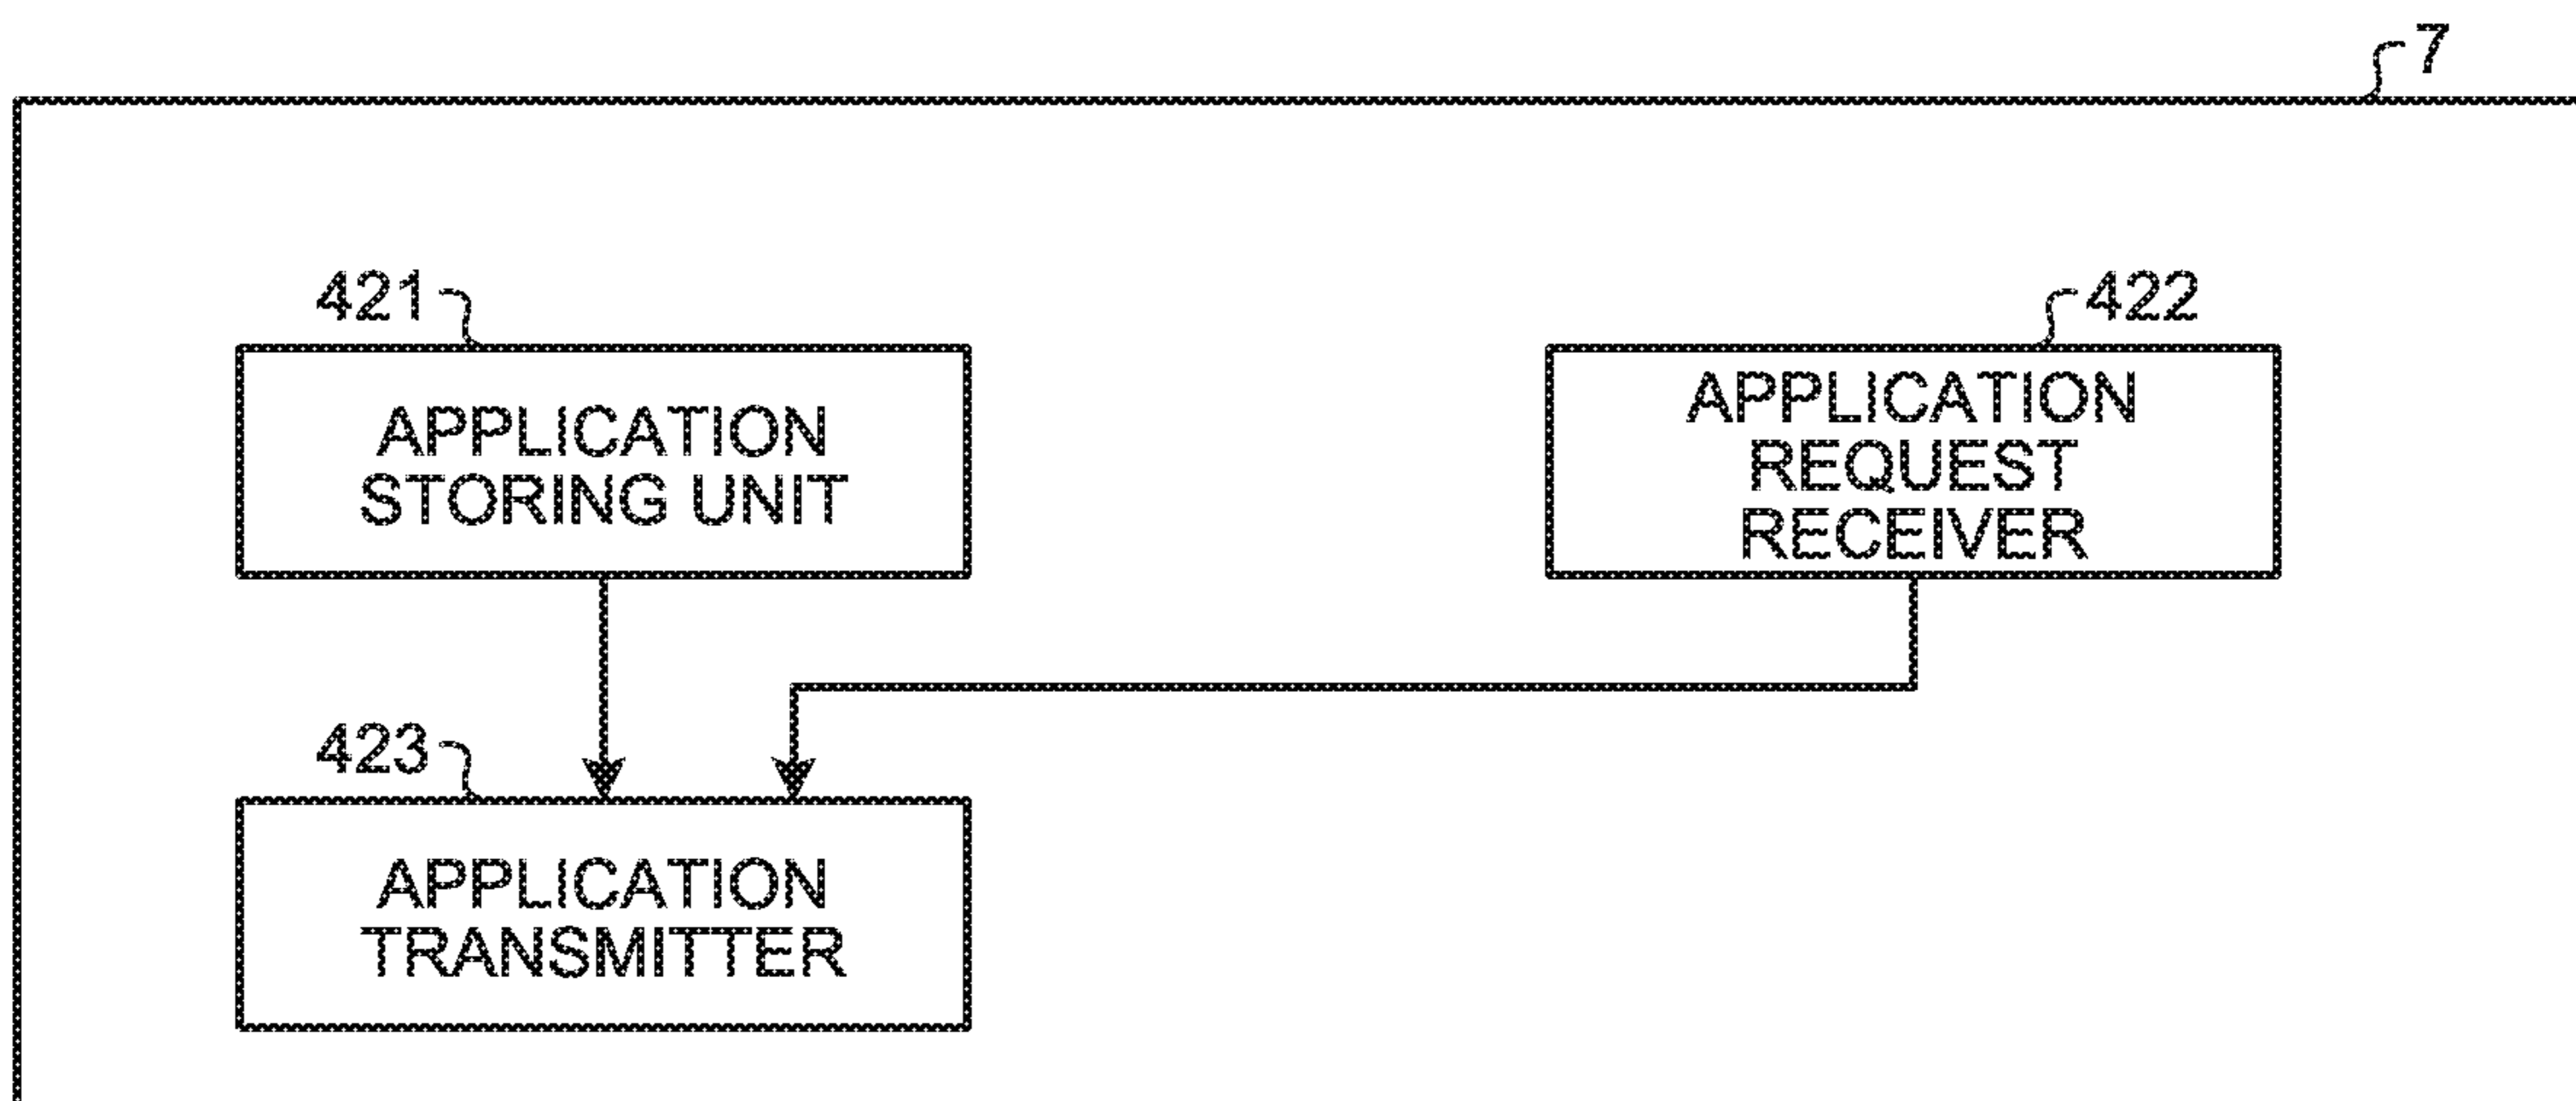 7
421
APPLICATION
STORING UNIT
422
APPLICATION
REQUEST
RECEIVER
423
APPLICATION
TRANSMITTER